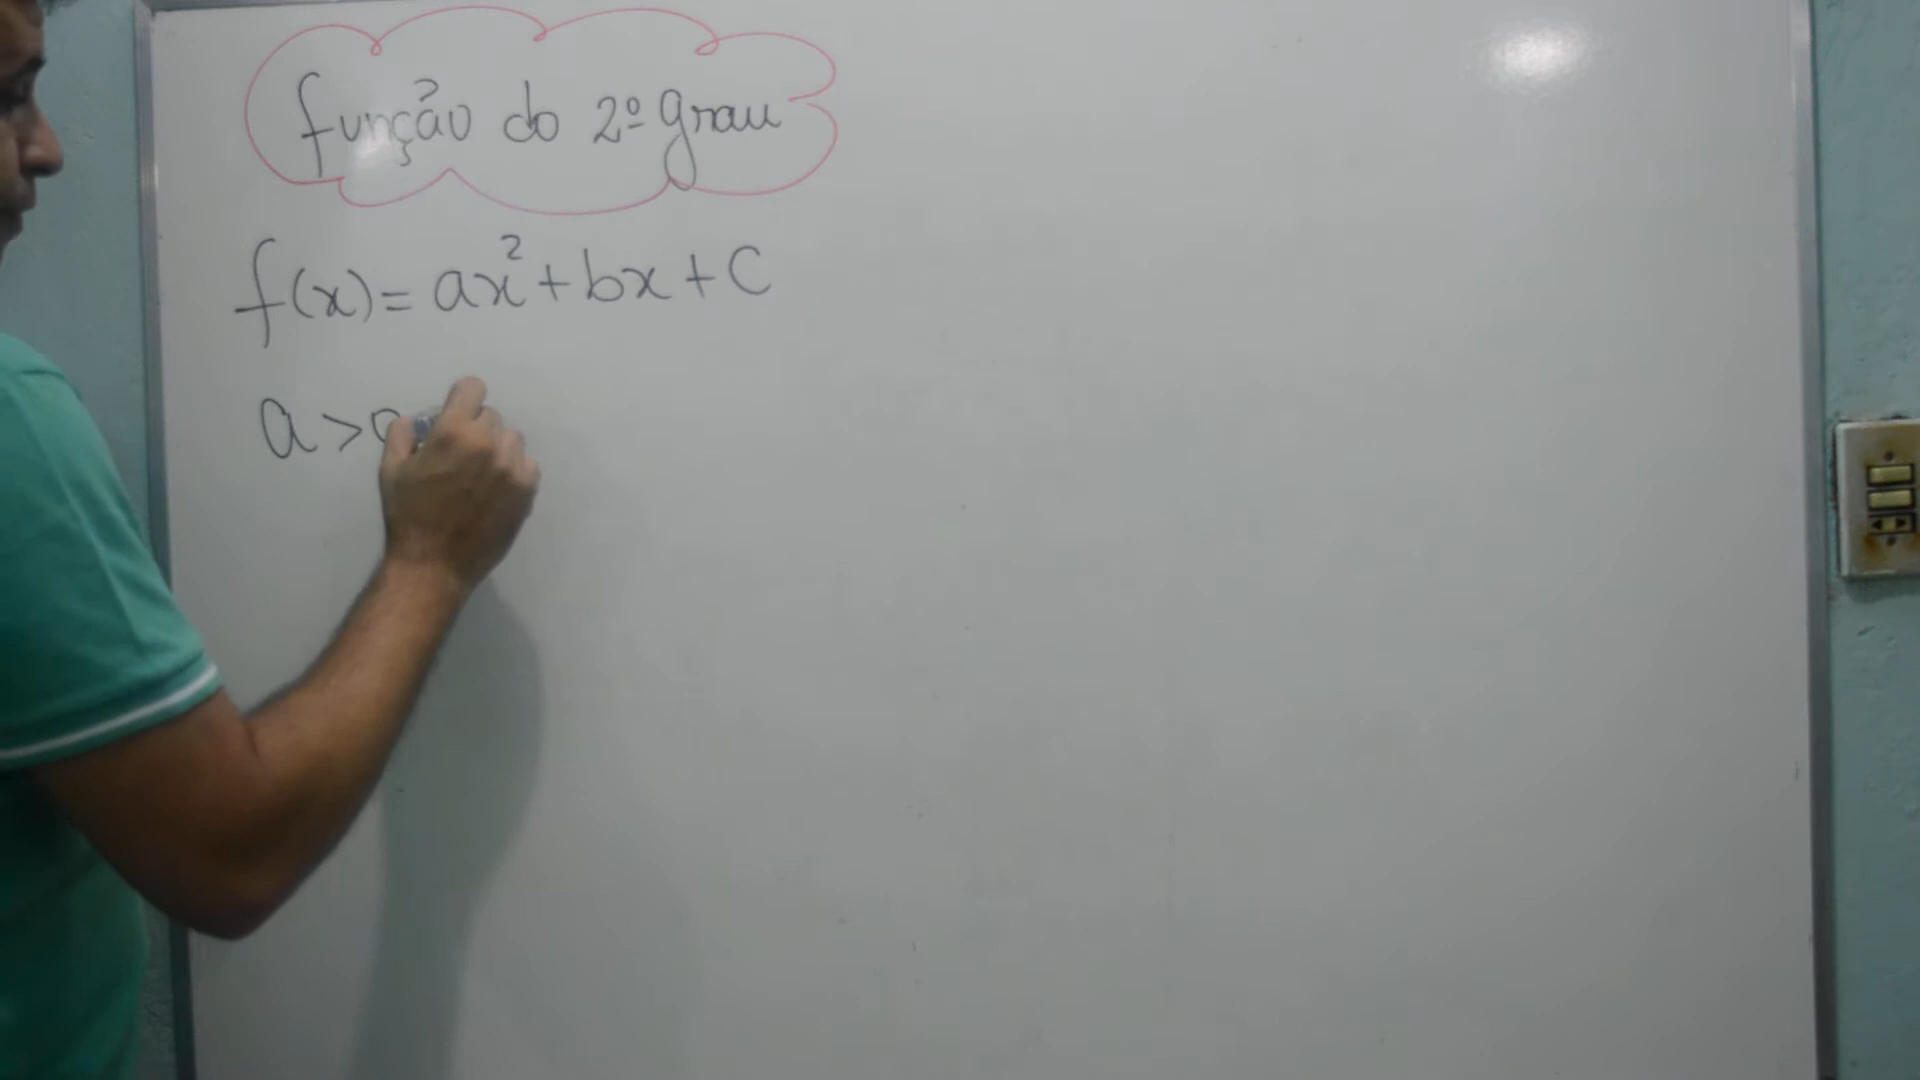 função do 2º grau
f(x) = ax² + bx + C
a > 0